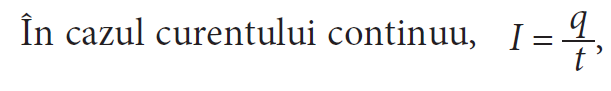 În cazul curentului continuu, I = q/t,